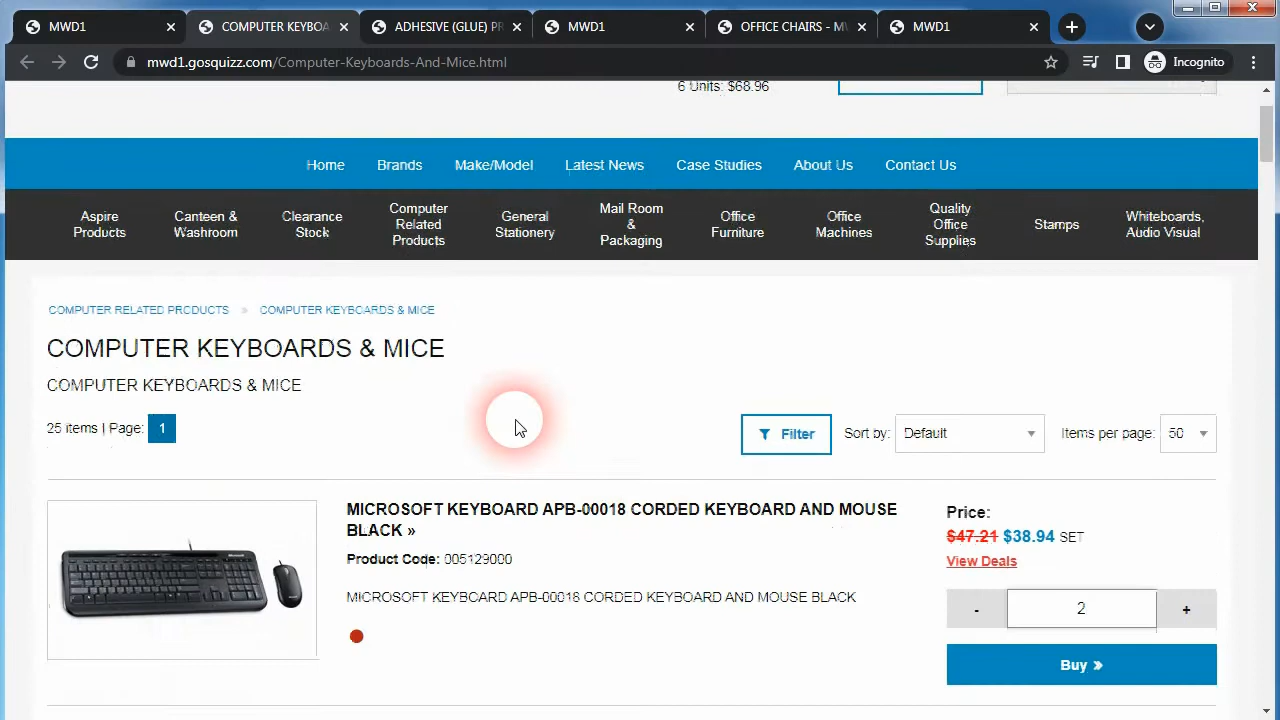 MWD1
COMPUTER KEYBOA
ADHESIVE (GLUE) PR
MWD1
OFFICE CHAIRS - MW
MWD1
mwd1.gosquizz.com/Computer-Keyboards-And-Mice.html
Incognito
6 Units: $68.96
Home Brands Make/Model Latest News Case Studies About Us Contact Us
Aspire
Products
Canteen &
Washroom
Clearance
Stock
Computer
Related
Products
General
Stationery
Mail Room
&
Packaging
Office
Furniture
Office
Machines
Quality
Office
Supplies
Stamps
Whiteboards,
Audio Visual
COMPUTER RELATED PRODUCTS » COMPUTER KEYBOARDS & MICE
COMPUTER KEYBOARDS & MICE
COMPUTER KEYBOARDS & MICE
25 items | Page: 1
Filter
Sort by: Default
Items per page: 50
MICROSOFT KEYBOARD APB-00018 CORDED KEYBOARD AND MOUSE
BLACK »
Product Code: 005129000
MICROSOFT KEYBOARD APB-00018 CORDED KEYBOARD AND MOUSE BLACK
Price:
$47.21 $38.94 SET
View Deals
- 2 +
Buy »